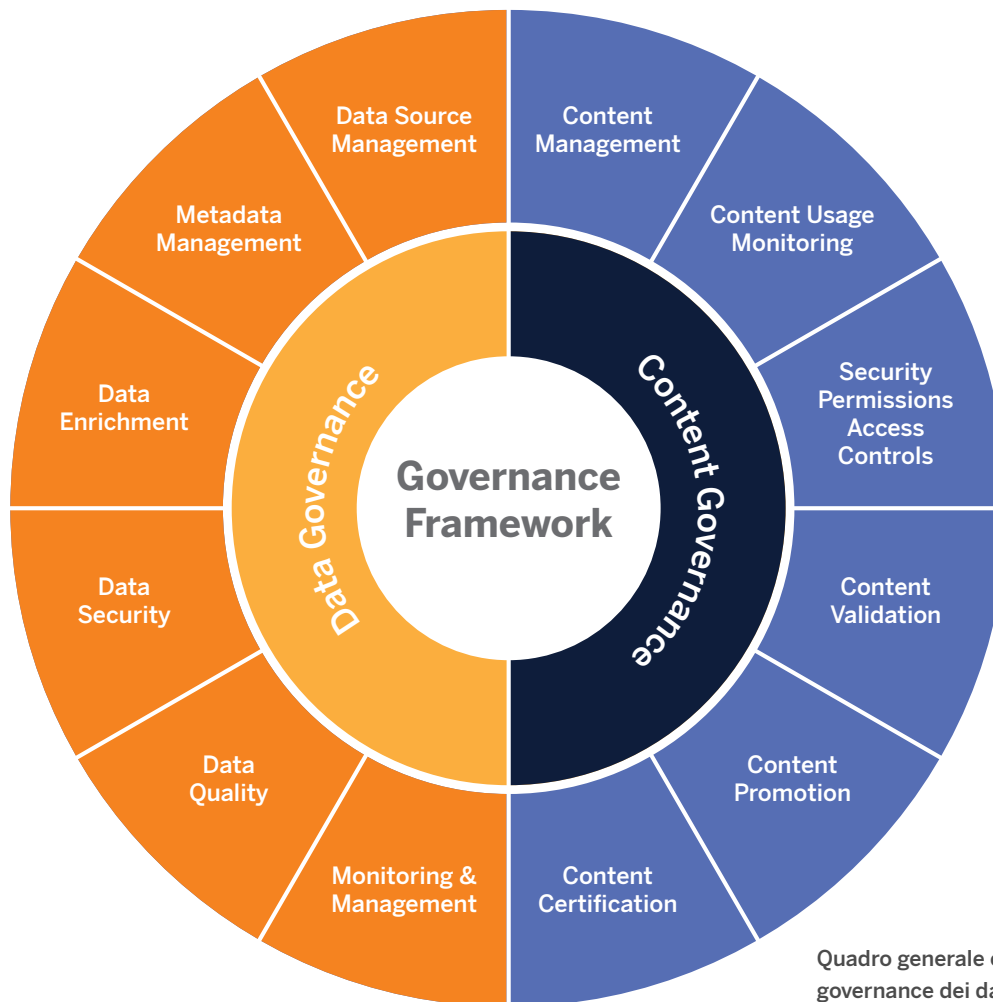 Data Source
Management
Content
Management
Metadata
Management
Content Usage
Monitoring
Data
Enrichment
Security
Permissions
Access
Controls
Data Governance
Governance
Framework
Content Governance
Data
Security
Content
Validation
Data
Quality
Content
Promotion
Monitoring &
Management
Content
Certification
Quadro generale
governance dei